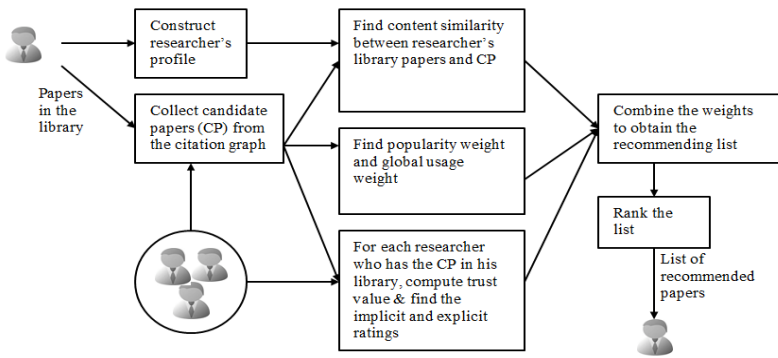 Construct
researcher's
profile
Papers
in the
library
Collect candidate
papers (CP) from
the citation graph
Find content similarity
between researcher's
library papers and CP
Find popularity weight
and global usage
weight
For each researcher
who has the CP in his
library, compute trust
value & find the
implicit and explicit
ratings
Combine the weights
to obtain the
recommending list
Rank the
list
List of
recommended
papers